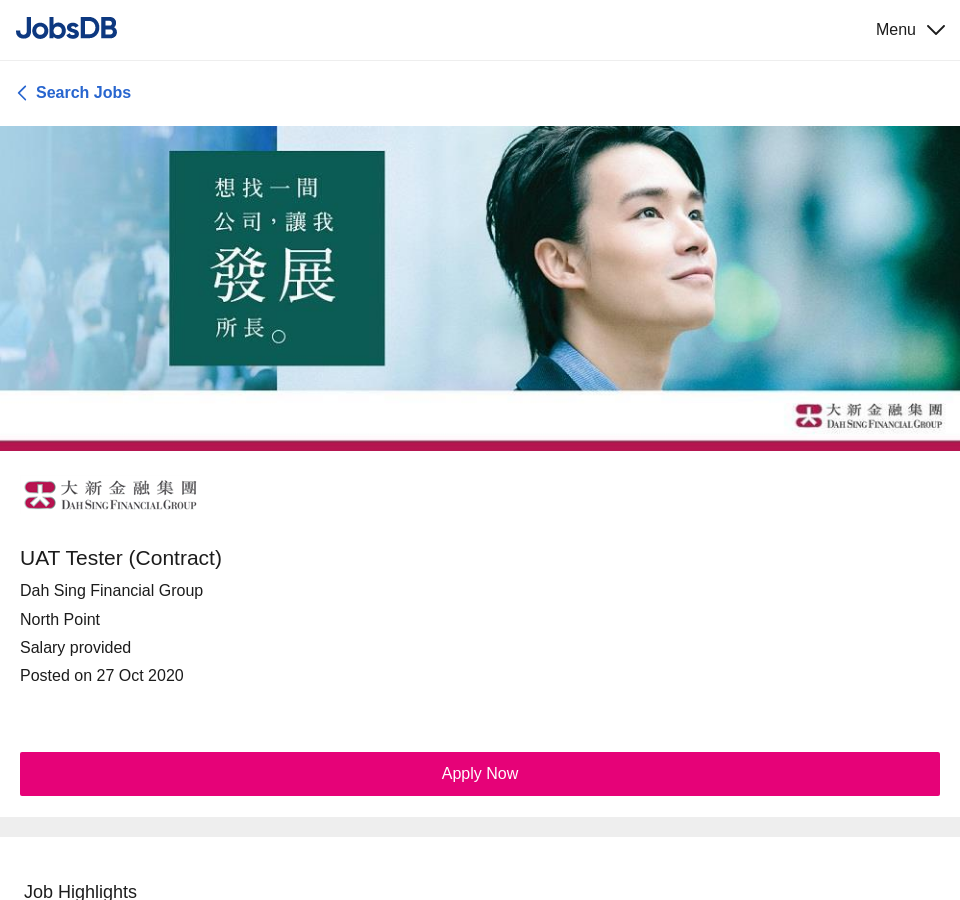 JobsDB
Menu
Search Jobs
想找一間
公司，讓我
發展
所長。
大新金融集團
DAH SING FINANCIAL GROUP
大新金融集團
DAH SING FINANCIAL GROUP
UAT Tester (Contract)
Dah Sing Financial Group
North Point
Salary provided
Posted on 27 Oct 2020
Apply Now
Job Highlights